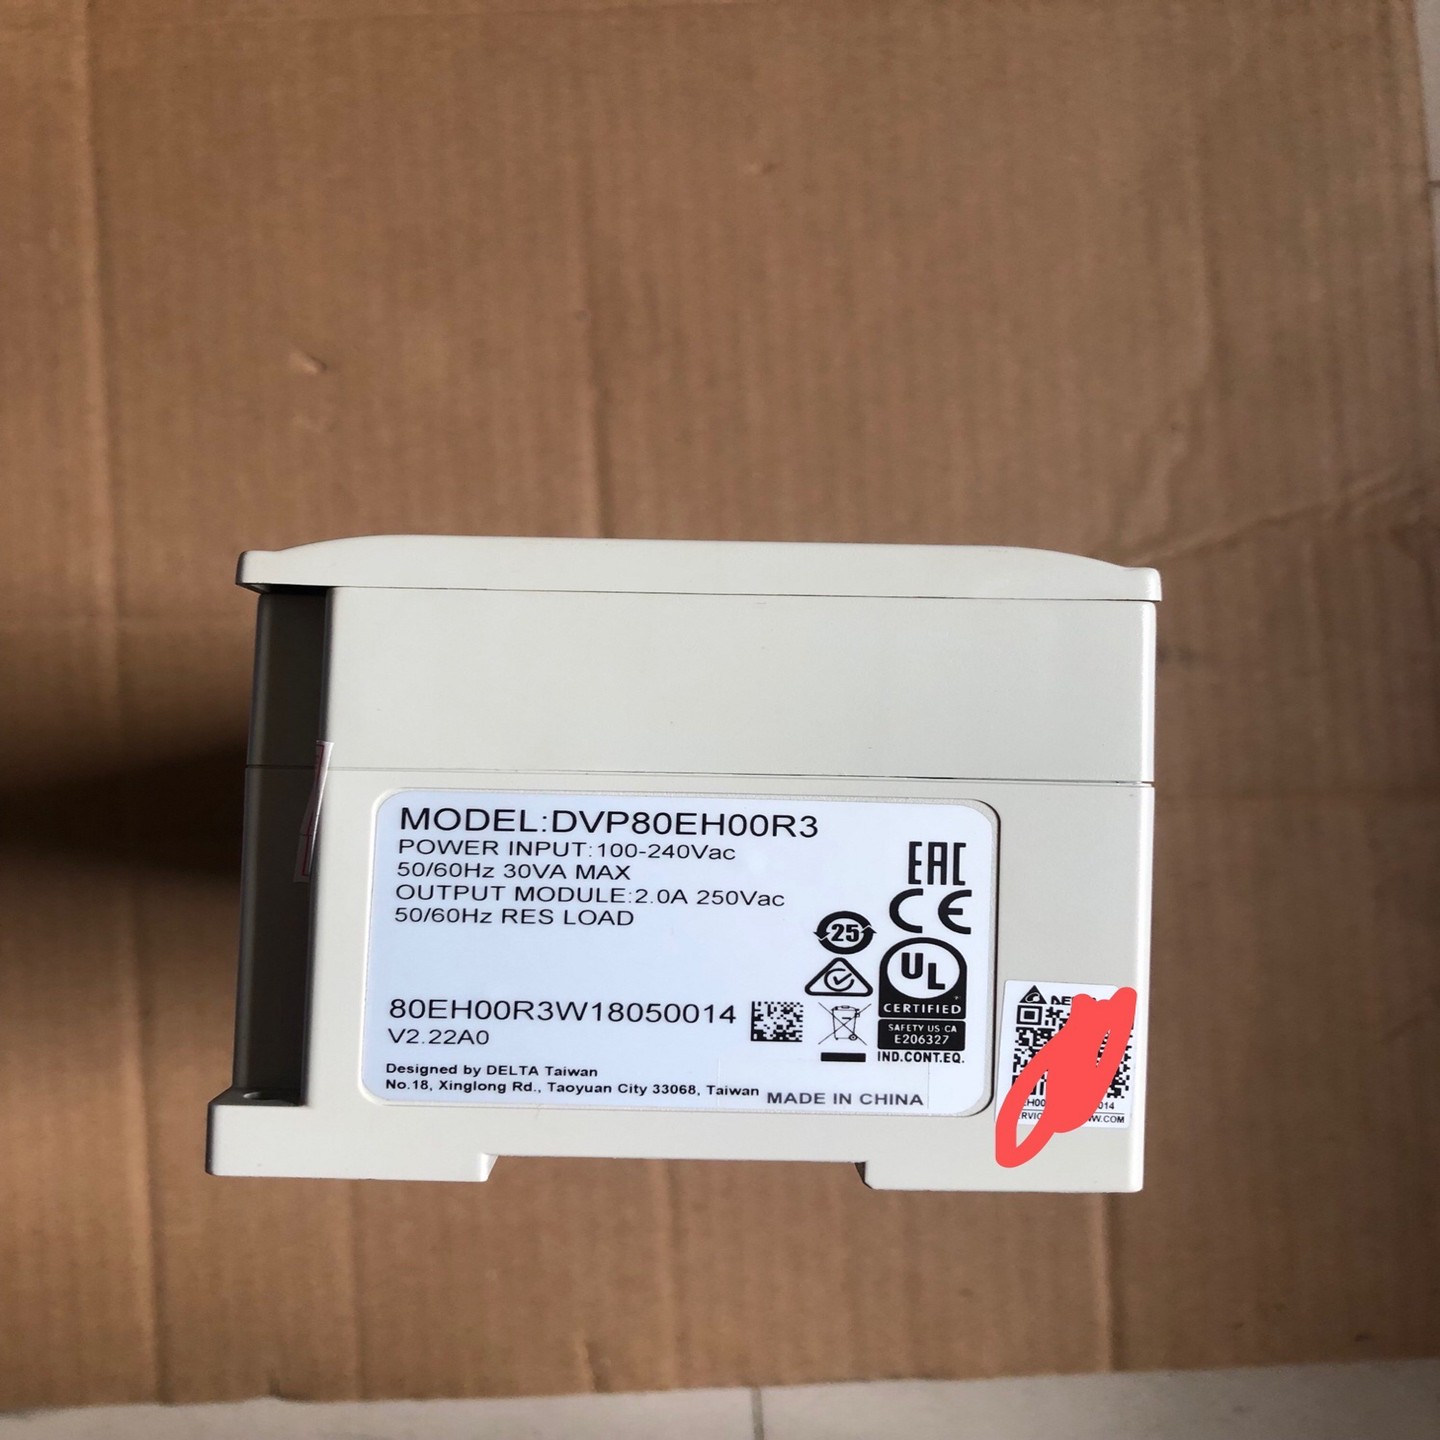 MODEL:DVP80EH00R3
POWER INPUT:100-240Vac
50/60Hz 30VA MAX
OUTPUT MODULE:2.0A 250Vac
50/60Hz RES LOAD
EAC
CE
25
UL
CERTIFIED
SAFETY US·CA
E206327
IND.CONT.EQ.
80EH00R3W18050014
V2.22A0
Designed by DELTA Taiwan
No.18, Xinglong Rd., Taoyuan City 33068, Taiwan
MADE IN CHINA